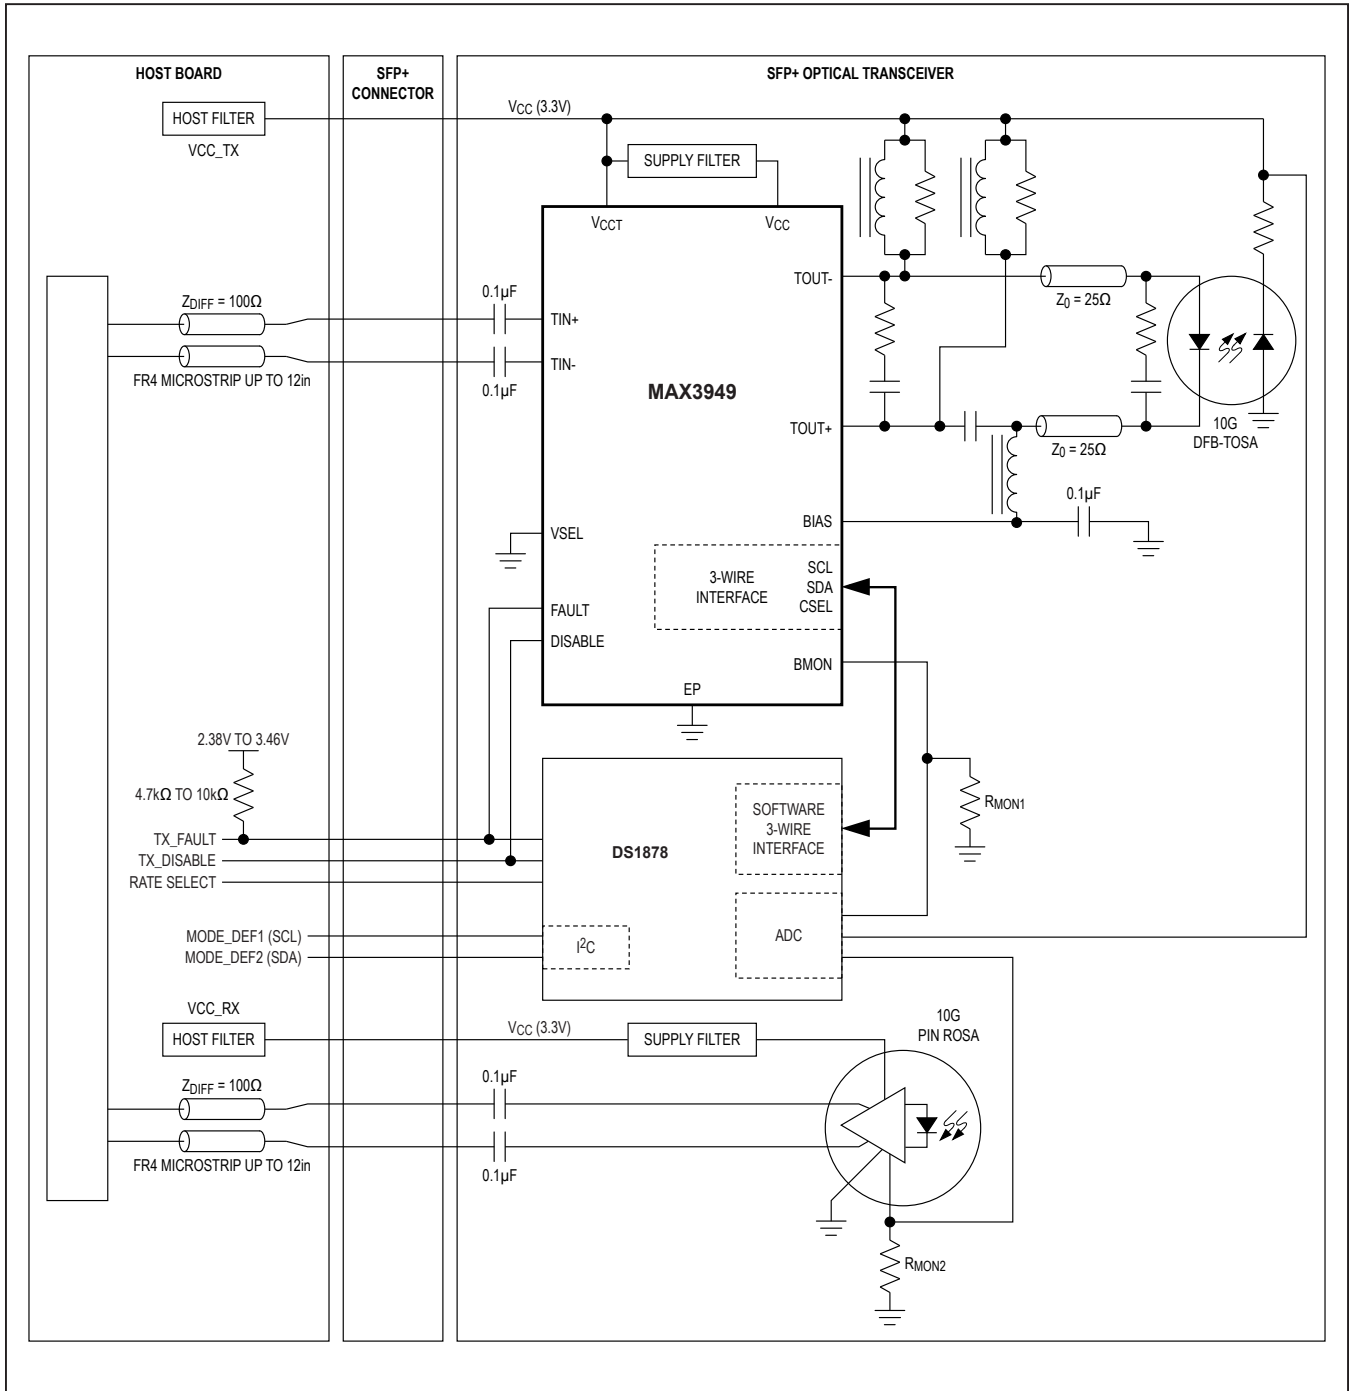 HOST BOARD
SFP+
CONNECTOR
SFP+ OPTICAL TRANSCEIVER
HOST FILTER
VCC_TX
VCC (3.3V)
SUPPLY FILTER
VCCT
VCC
TOUT-
Z0 = 25Ω
ZDIFF = 100Ω
FR4 MICROSTRIP UP TO 12in
0.1µF
0.1µF
TIN+
TIN-
MAX3949
TOUT+
Z0 = 25Ω
10G
DFB-TOSA
0.1µF
BIAS
VSEL
3-WIRE
INTERFACE
SCL
SDA
CSEL
FAULT
DISABLE
BMON
EP
2.38V TO 3.46V
4.7kΩ TO 10kΩ
TX_FAULT
TX_DISABLE
RATE SELECT
MODE_DEF1 (SCL)
MODE_DEF2 (SDA)
DS1878
SOFTWARE
3-WIRE
INTERFACE
RMON1
I2C
ADC
VCC_RX
HOST FILTER
VCC (3.3V)
SUPPLY FILTER
10G
PIN ROSA
ZDIFF = 100Ω
FR4 MICROSTRIP UP TO 12in
0.1µF
0.1µF
RMON2